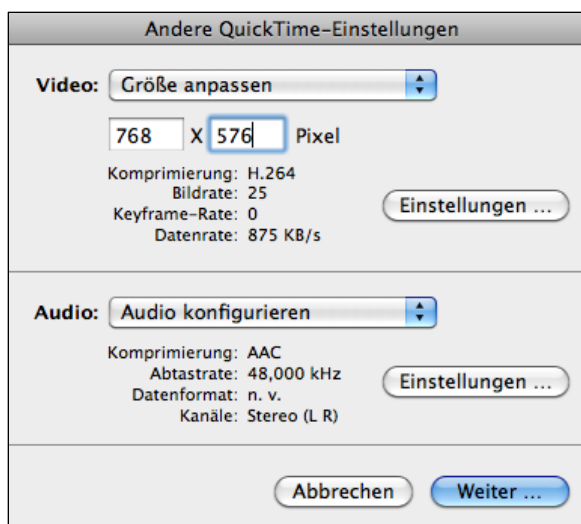 Andere QuickTime-Einstellungen
Video: Größe anpassen
768 X 576 Pixel
Komprimierung: H.264
Bildrate: 25
Keyframe-Rate: 0
Datenrate: 875 KB/s
Einstellungen ...
Audio: Audio konfigurieren
Komprimierung: AAC
Abtastrate: 48,000 kHz
Datenformat: n. v.
Kanäle: Stereo (L R)
Einstellungen ...
Abbrechen Weiter ...